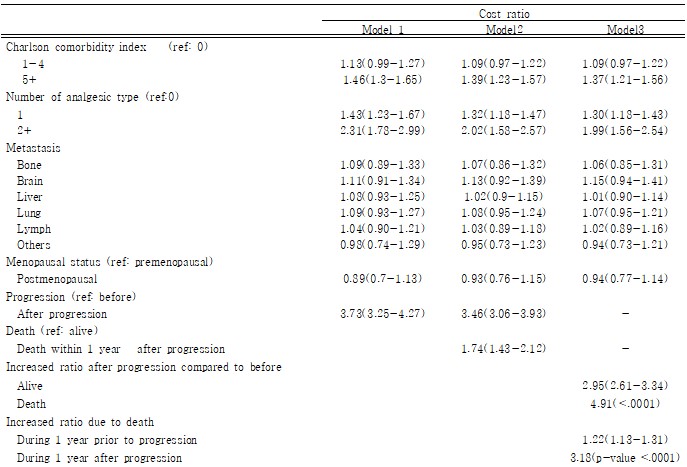 Cost ratio
Model 1 Model2 Model3
Charlson comorbidity index (ref: 0)
1-4 1.13(0.99-1.27) 1.09(0.97-1.22) 1.09(0.97-1.22)
5+ 1.46(1.3-1.65) 1.39(1.23-1.57) 1.37(1.21-1.56)
Number of analgesic type (ref:0)
1 1.43(1.23-1.67) 1.32(1.18-1.47) 1.30(1.18-1.43)
2+ 2.31(1.78-2.99) 2.02(1.58-2.57) 1.99(1.56-2.54)
Metastasis
Bone 1.09(0.89-1.33) 1.07(0.86-1.32) 1.06(0.85-1.31)
Brain 1.11(0.91-1.34) 1.13(0.92-1.39) 1.15(0.94-1.41)
Liver 1.08(0.93-1.25) 1.02(0.9-1.15) 1.01(0.90-1.14)
Lung 1.09(0.93-1.27) 1.08(0.95-1.24) 1.07(0.95-1.21)
Lymph 1.04(0.90-1.21) 1.03(0.89-1.18) 1.02(0.89-1.16)
Others 0.98(0.74-1.29) 0.95(0.73-1.23) 0.94(0.73-1.21)
Menopausal status (ref: premenopausal)
Postmenopausal 0.89(0.7-1.13) 0.93(0.76-1.15) 0.94(0.77-1.14)
Progression (ref: before)
After progression 3.73(3.25-4.27) 3.46(3.06-3.93) -
Death (ref: alive)
Death within 1 year after progression 1.74(1.43-2.12) -
Increased ratio after progression compared to before
Alive 2.95(2.61-3.34)
Death 4.91(<.0001)
Increased ratio due to death
During 1 year prior to progression 1.22(1.13-1.31)
During 1 year after progression 3.18(p-value <.0001)